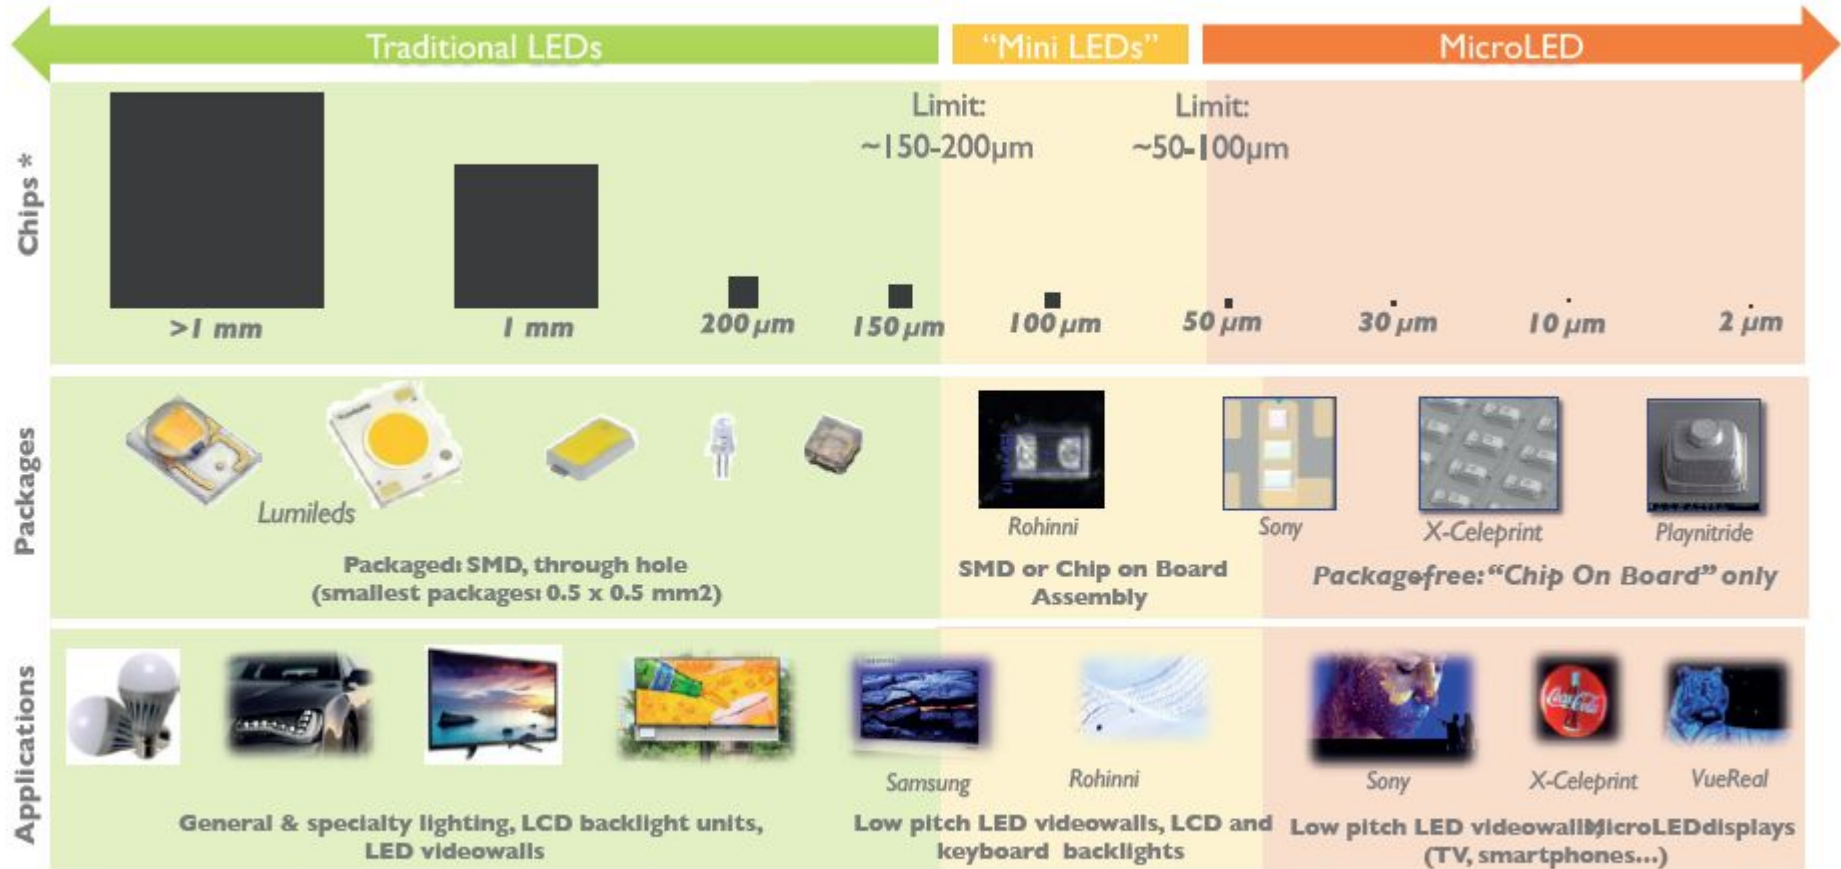 Traditional LEDs
“Mini LEDs”
MicroLED
Chips *
Limit:
~150-200µm
Limit:
~50-100µm
>1 mm
1 mm
200 µm
150 µm
100 µm
50 µm
30 µm
10 µm
2 µm
Packages
Lumileds
Packaged: SMD, through hole
(smallest packages: 0.5 x 0.5 mm2)
Rohinni
SMD or Chip on Board
Assembly
Sony
X-Celeprint
Playnitride
Packagefree: “Chip On Board” only
Applications
General & specialty lighting, LCD backlight units,
LED videowalls
Samsung
Rohinni
Low pitch LED videowalls, LCD and
keyboard backlights
Sony
Coca-Cola
X-Celeprint
VueReal
Low pitch LED videowalls, MicroLED displays
(TV, smartphones...)